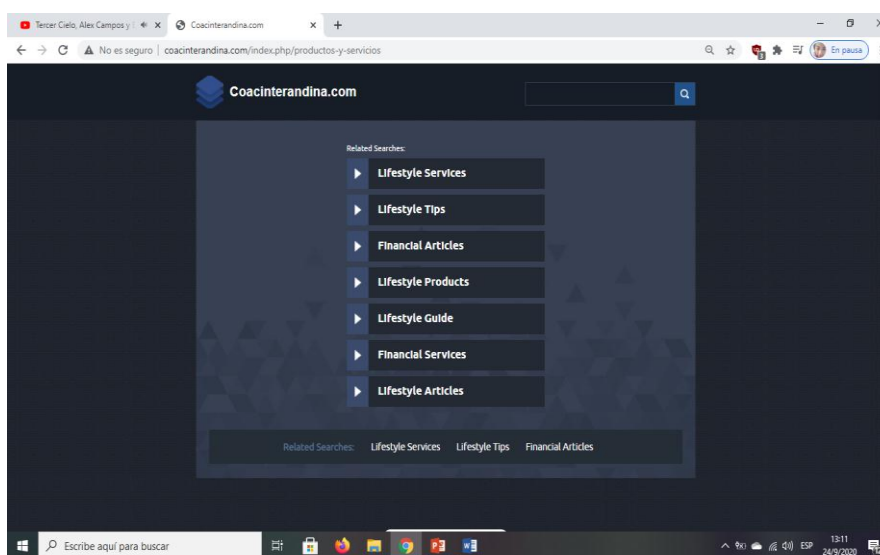 Tercer Cielo, Alex Campos y
Coacinterandina.com
No es seguro | coacinterandina.com/index.php/productos-y-servicios
En pausa
Coacinterandina.com
Related Searches:
Lifestyle Services
Lifestyle Tips
Financial Articles
Lifestyle Products
Lifestyle Guide
Financial Services
Lifestyle Articles
Related Searches: Lifestyle Services Lifestyle Tips Financial Articles
Escribe aquí para buscar
ESP
13:11
24/9/2020